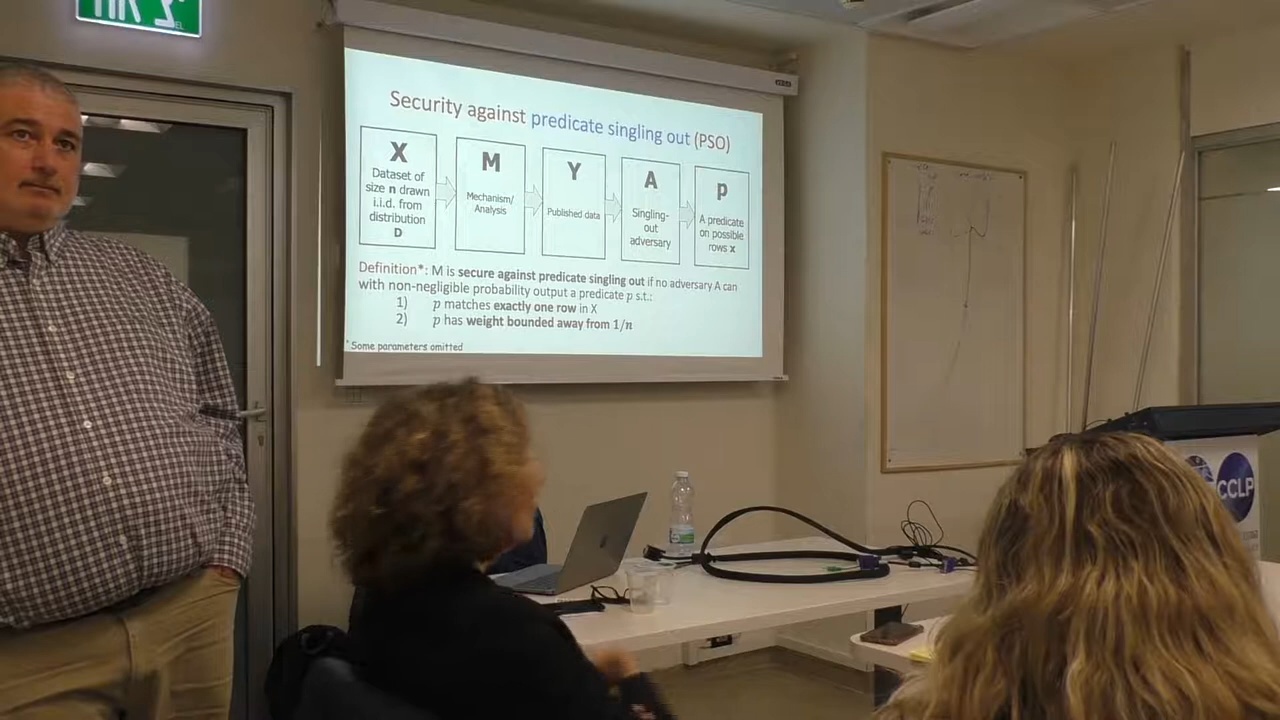 Security against predicate singling out (PSO)
X
Dataset of
size n drawn
i.i.d. from
distribution
D
M
Mechanism/
Analysis
Y
Published data
A
Singling-
out
adversary
p
A predicate
on possible
rows x
Definition*: M is secure against predicate singling out if no adversary A can
with non-negligible probability output a predicate p s.t.:
1) p matches exactly one row in X
2) p has weight bounded away from 1/n
* Some parameters omitted
CCLP